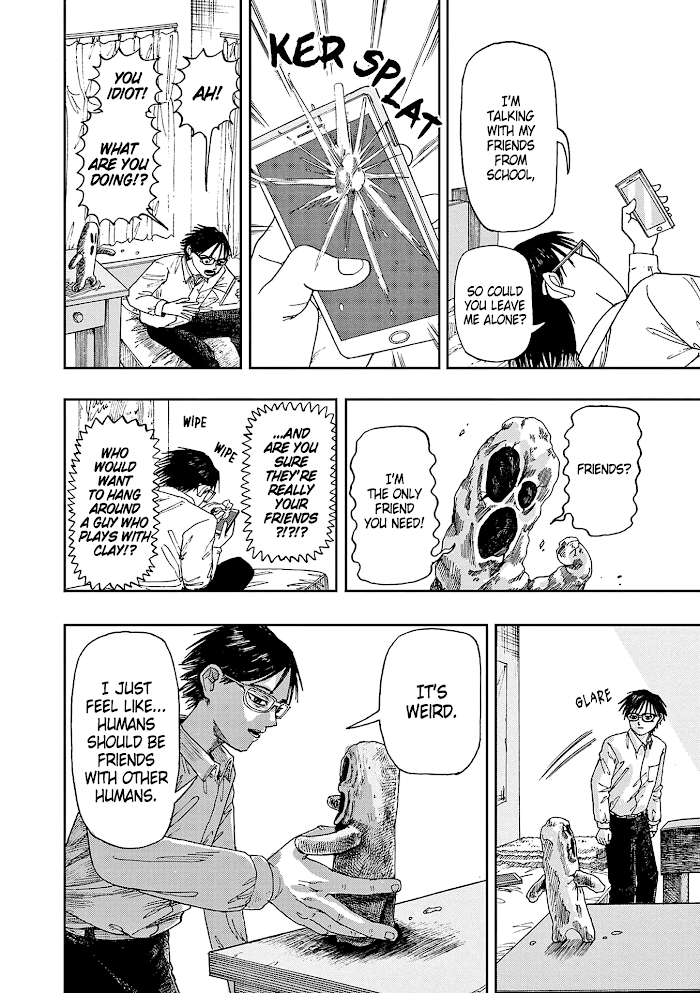 I'M
TALKING
WITH MY
FRIENDS
FROM
SCHOOL,
SO COULD
YOU LEAVE
ME ALONE?
KER SPLAT
AH!
YOU
IDIOT!
WHAT
ARE YOU
DOING!?
FRIENDS?
I'M
THE ONLY
FRIEND
YOU NEED!
...AND
ARE YOU
SURE
THEY'RE
REALLY
YOUR
FRIENDS
?!?!?
WIPE
WIPE
WHO
WOULD
WANT
TO HANG
AROUND
A GUY WHO
PLAYS WITH
CLAY!?
GLARE
IT'S
WEIRD.
I JUST
FEEL LIKE...
HUMANS
SHOULD BE
FRIENDS
WITH OTHER
HUMANS.